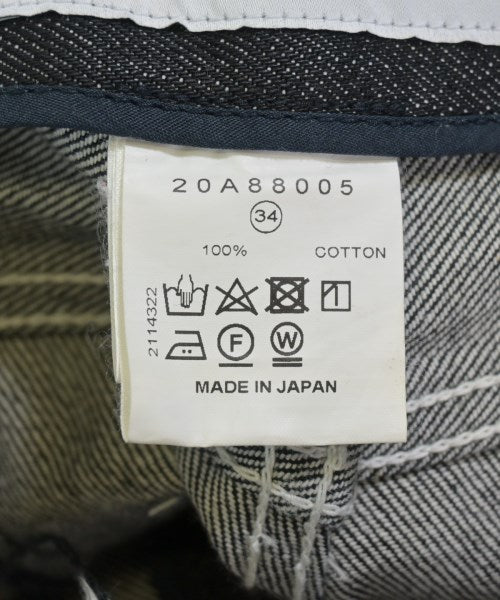 20A88005
34
100% COTTON
2114322
F W
MADE IN JAPAN